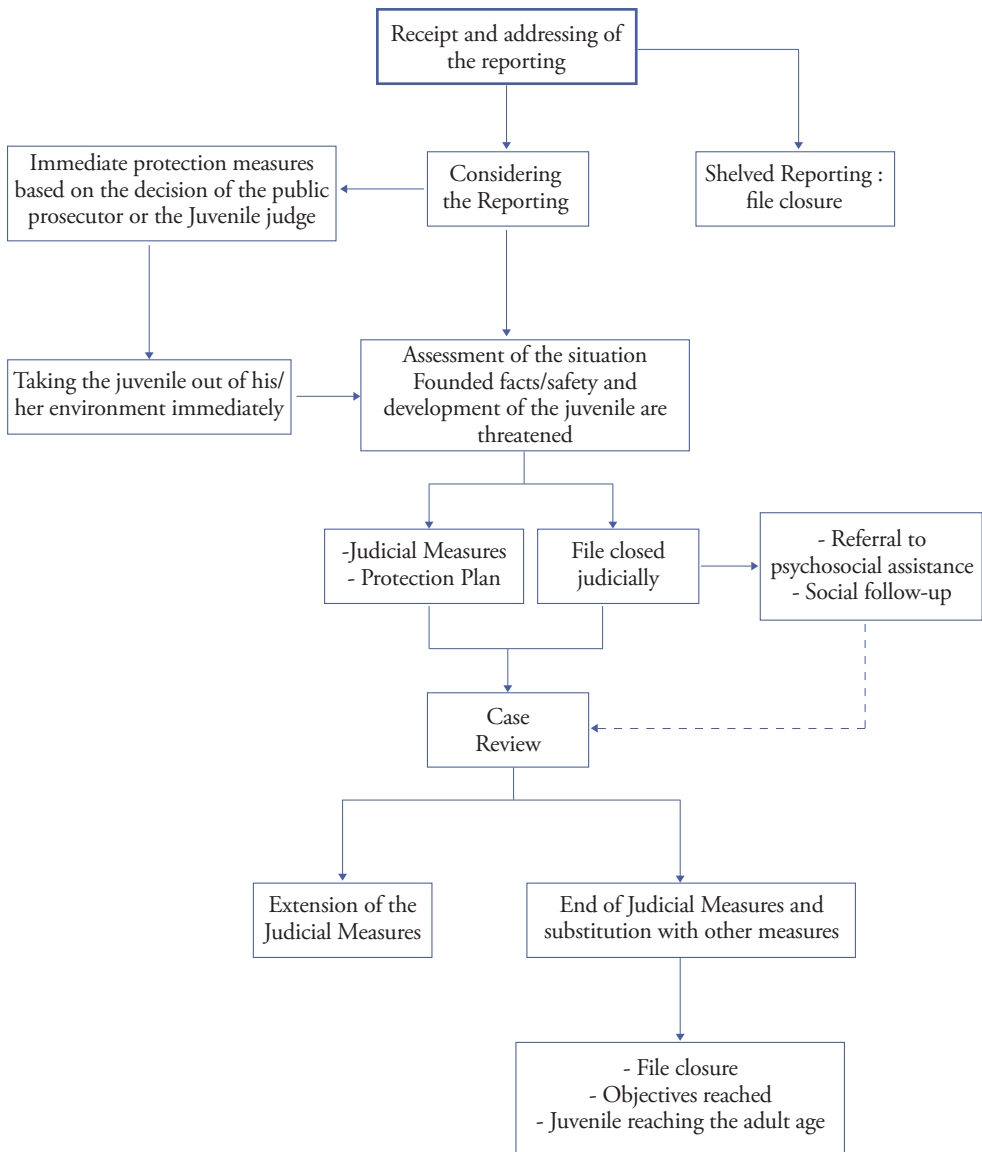 Receipt and addressing of
the reporting
Immediate protection measures
based on the decision of the public
prosecutor or the Juvenile judge
Considering
the Reporting
Shelved Reporting :
file closure
Taking the juvenile out of his/
her environment immediately
Assessment of the situation
Founded facts/safety and
development of the juvenile are
threatened
-Judicial Measures
- Protection Plan
File closed
judicially
- Referral to
psychosocial assistance
- Social follow-up
Case
Review
Extension of the
Judicial Measures
End of Judicial Measures and
substitution with other measures
- File closure
- Objectives reached
- Juvenile reaching the adult age